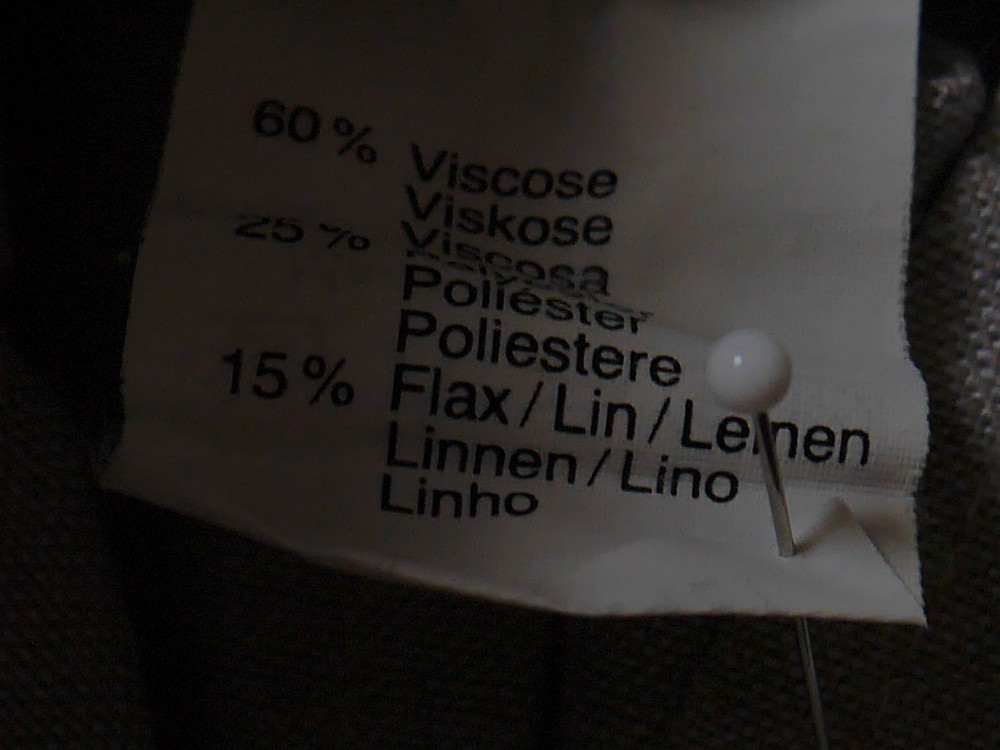 60% Viscose
Viskose
Viscosa
25%
Poliester
Poliestere
15% Flax/Lin/Leinen
Linnen/Lino
Linho